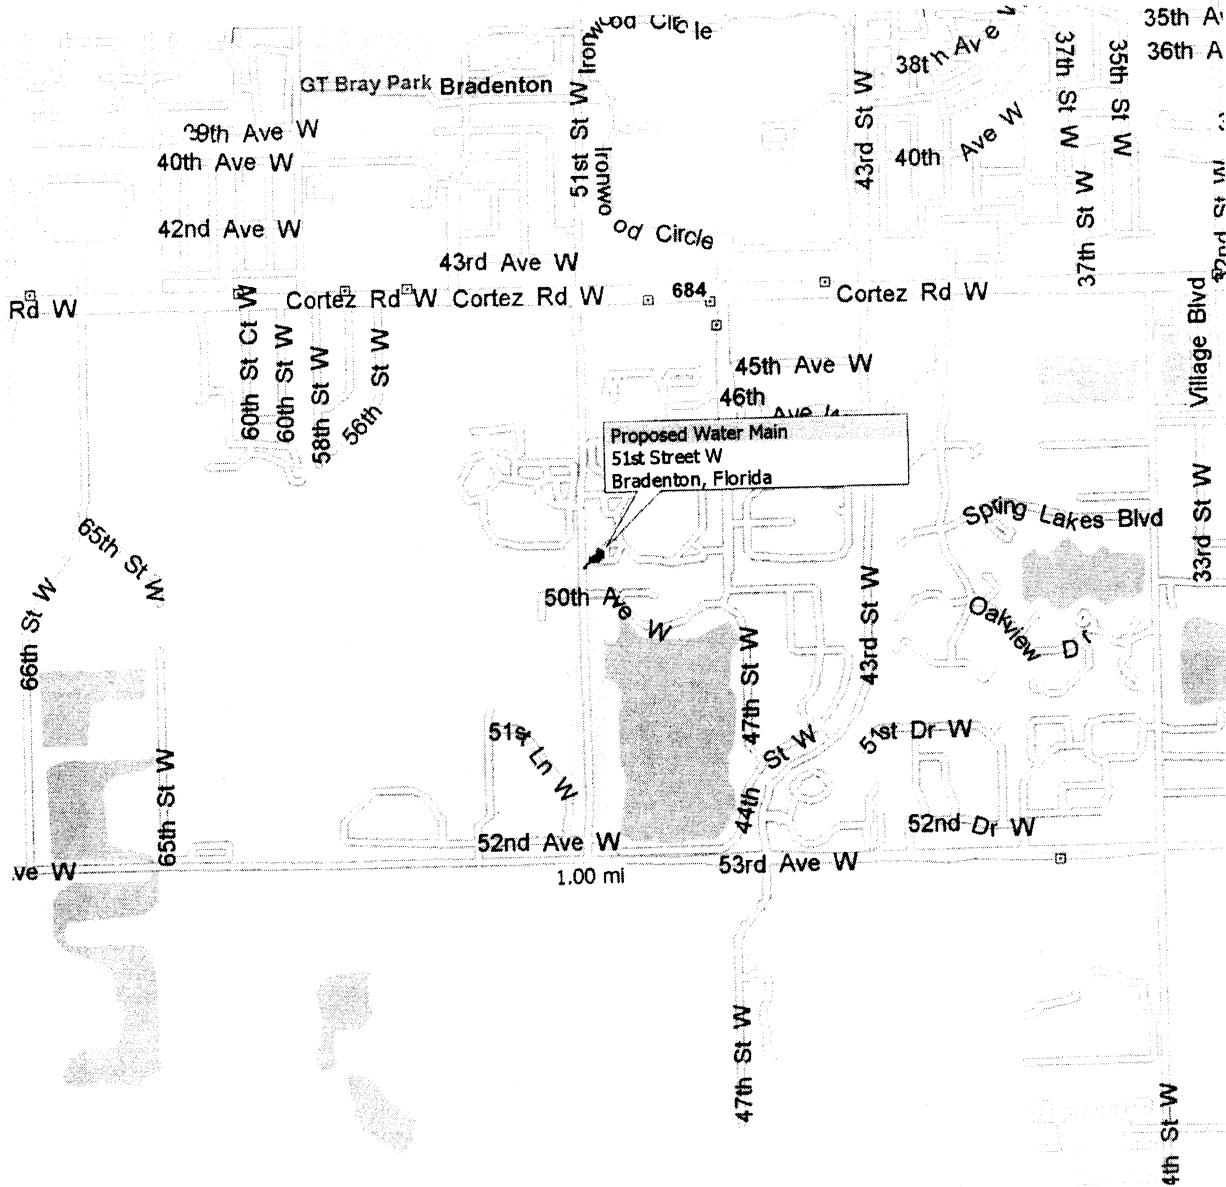 Ironwood Circle
35th
36th A
38th Ave
37th St W
35th St W
GT Bray Park
Bradenton
51st St W
43rd St W
39th Ave W
40th Ave W
40th Ave W
Ironwo
od Circle
42nd Ave W
37th St W
2nd St W
43rd Ave W
Rd W
Cortez Rd W
Cortez Rd W
684
Cortez Rd W
Village Blvd
60th St Ct W
60th St W
58th St W
56th St W
45th Ave W
46th
Ave
Proposed Water Main
51st Street W
Bradenton, Florida
Spring Lakes Blvd
33rd St W
65th St W
66th St W
50th Ave W
43rd St W
Oakview Dr
47th St W
51st Ln W
44th St W
51st Dr W
65th St W
52nd Ave W
52nd Dr W
ve W
53rd Ave W
1.00 mi
47th St W
4th St W